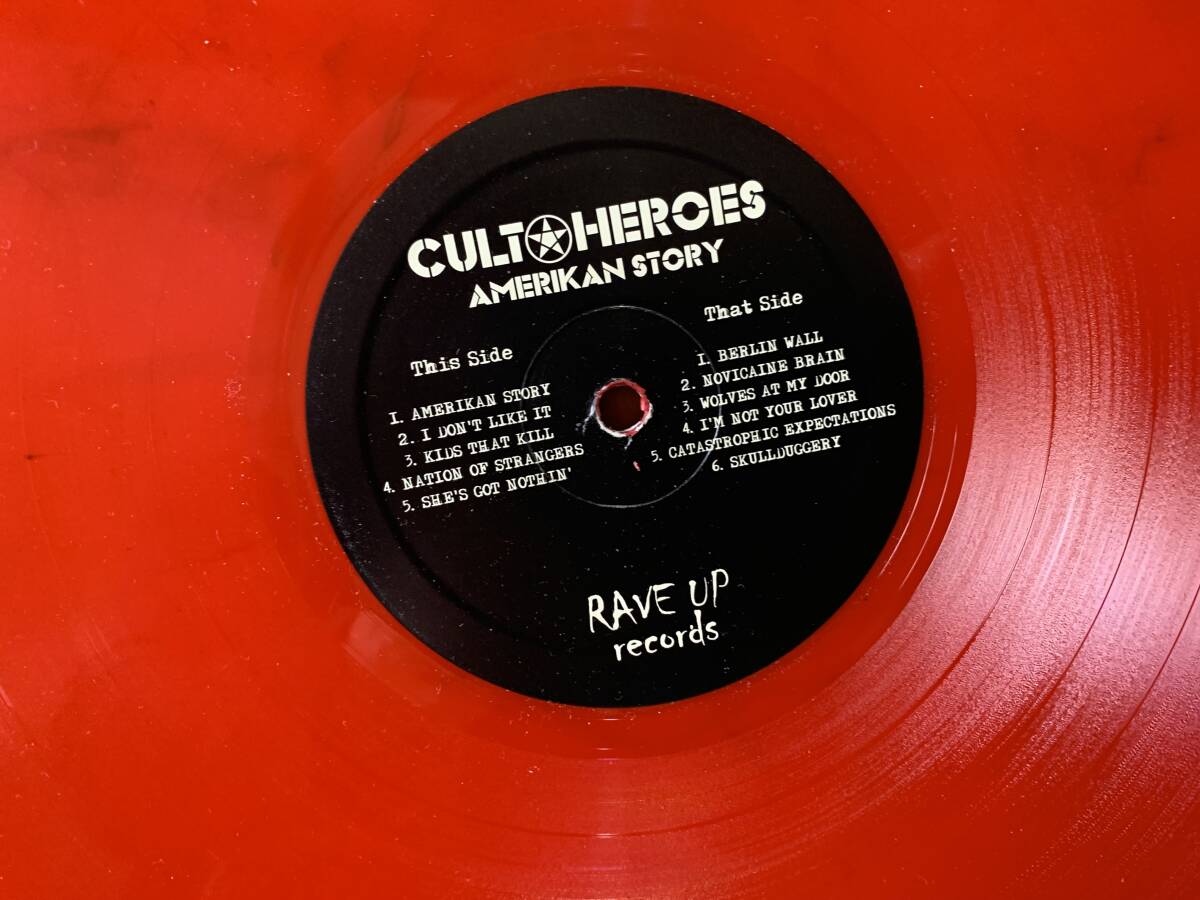 CULT HEROES
AMERIKAN STORY
This Side
1. AMERIKAN STORY
2. I DON'T LIKE IT
3. KIDS THAT KILL
4. NATION OF STRANGERS
5. SHE'S GOT NOTHIN'
That Side
1. BERLIN WALL
2. NOVICAINE BRAIN
3. WOLVES AT MY DOOR
4. I'M NOT YOUR LOVER
5. CATASTROPHIC EXPECTATIONS
6. SKULLDUGGERY
RAVE UP
records